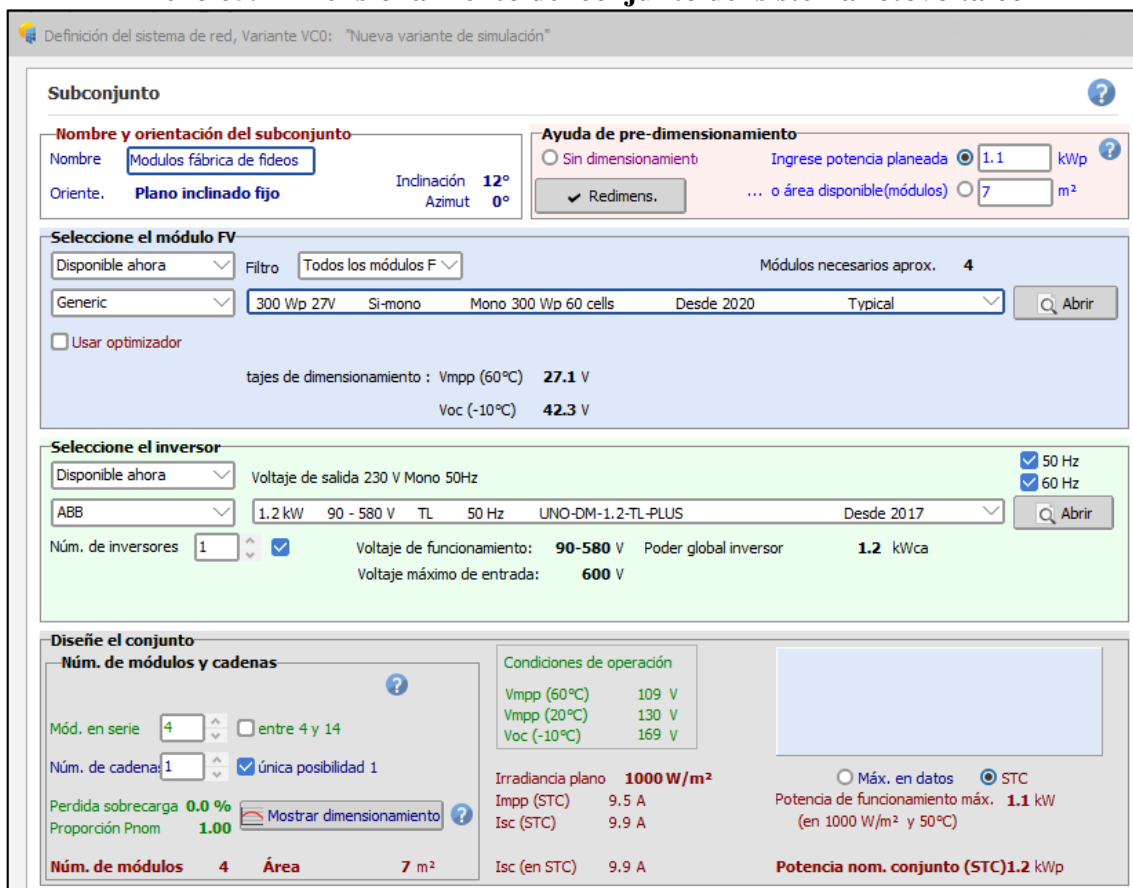 Definición del sistema de red, Variante VC0: "Nueva variante de simulación"
Subconjunto
Nombre y orientación del subconjunto
Nombre Modulos fábrica de fideos
Oriente. Plano inclinado fijo
Inclinación 12°
Azimut 0°
Ayuda de pre-dimensionamiento
Sin dimensionamient Ingrese potencia planeada 1.1 kWp
Redimens. ... o área disponible(módulos) 7 m²
Seleccione el módulo FV
Disponible ahora Filtro Todos los módulos F Módulos necesarios aprox. 4
Generic 300 Wp 27V Si-mono Mono 300 Wp 60 cells Desde 2020 Typical Abrir
Usar optimizador
tajes de dimensionamiento : Vmpp (60°C) 27.1 V
Voc (-10°C) 42.3 V
Seleccione el inversor
Disponible ahora Voltaje de salida 230 V Mono 50Hz
50 Hz
60 Hz
ABB 1.2 kW 90 - 580 V TL 50 Hz UNO-DM-1.2-TL-PLUS Desde 2017 Abrir
Núm. de inversores 1 Voltaje de funcionamiento: 90-580 V Poder global inversor 1.2 kWca
Voltaje máximo de entrada: 600 V
Diseñe el conjunto
Núm. de módulos y cadenas
Mód. en serie 4 entre 4 y 14
Núm. de cadena: 1 única posibilidad 1
Perdida sobrecarga 0.0 %
Proporción Pnom 1.00
Mostrar dimensionamiento
Núm. de módulos 4 Área 7 m²
Condiciones de operación
Vmpp (60°C) 109 V
Vmpp (20°C) 130 V
Voc (-10°C) 169 V
Irradiancia plano 1000 W/m²
Impp (STC) 9.5 A
Isc (STC) 9.9 A
Isc (en STC) 9.9 A
Máx. en datos STC
Potencia de funcionamiento máx. 1.1 kW
(en 1000 W/m² y 50°C)
Potencia nom. conjunto (STC)1.2 kWp